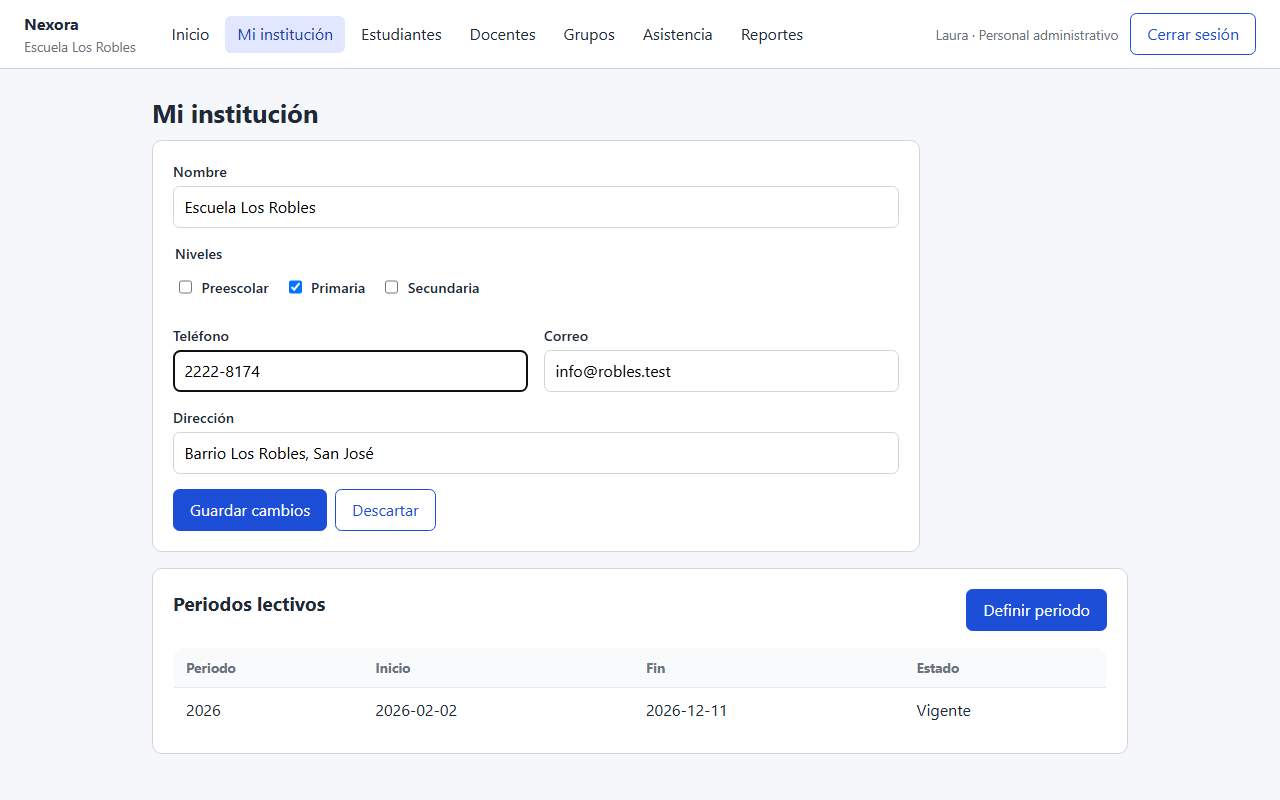 Nexora
Escuela Los Robles
Inicio
Mi institución
Estudiantes
Docentes
Grupos
Asistencia
Reportes
Laura · Personal administrativo
Cerrar sesión
Mi institución
Nombre
Escuela Los Robles
Niveles
Preescolar
Primaria
Secundaria
Teléfono
Correo
2222-8174
info@robles.test
Dirección
Barrio Los Robles, San José
Guardar cambios
Descartar
Periodos lectivos
Definir periodo
Periodo Inicio Fin Estado
2026 2026-02-02 2026-12-11 Vigente